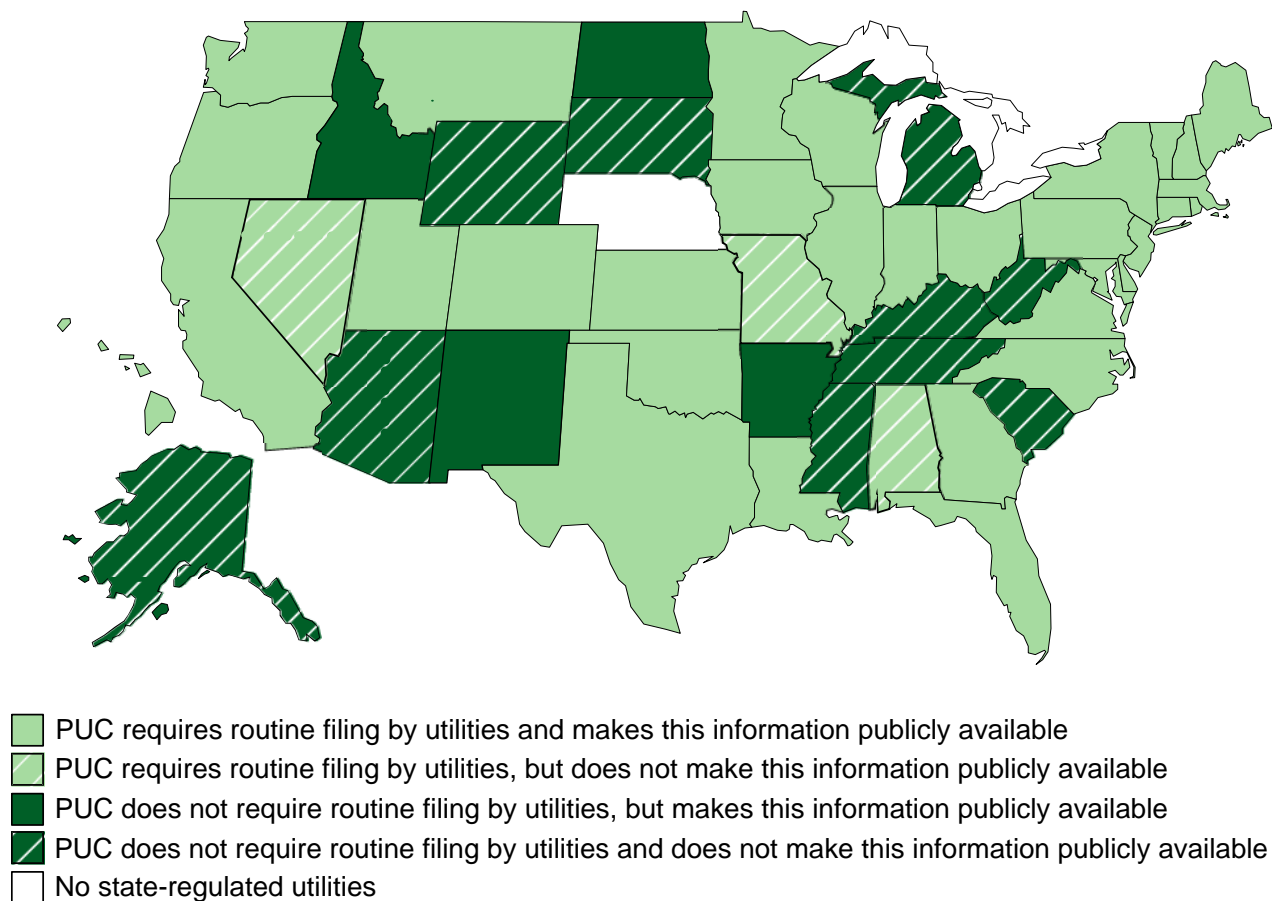 PUC requires routine filing by utilities and makes this information publicly available
PUC requires routine filing by utilities, but does not make this information publicly available
PUC does not require routine filing by utilities, but makes this information publicly available
PUC does not require routine filing by utilities and does not make this information publicly available
No state-regulated utilities